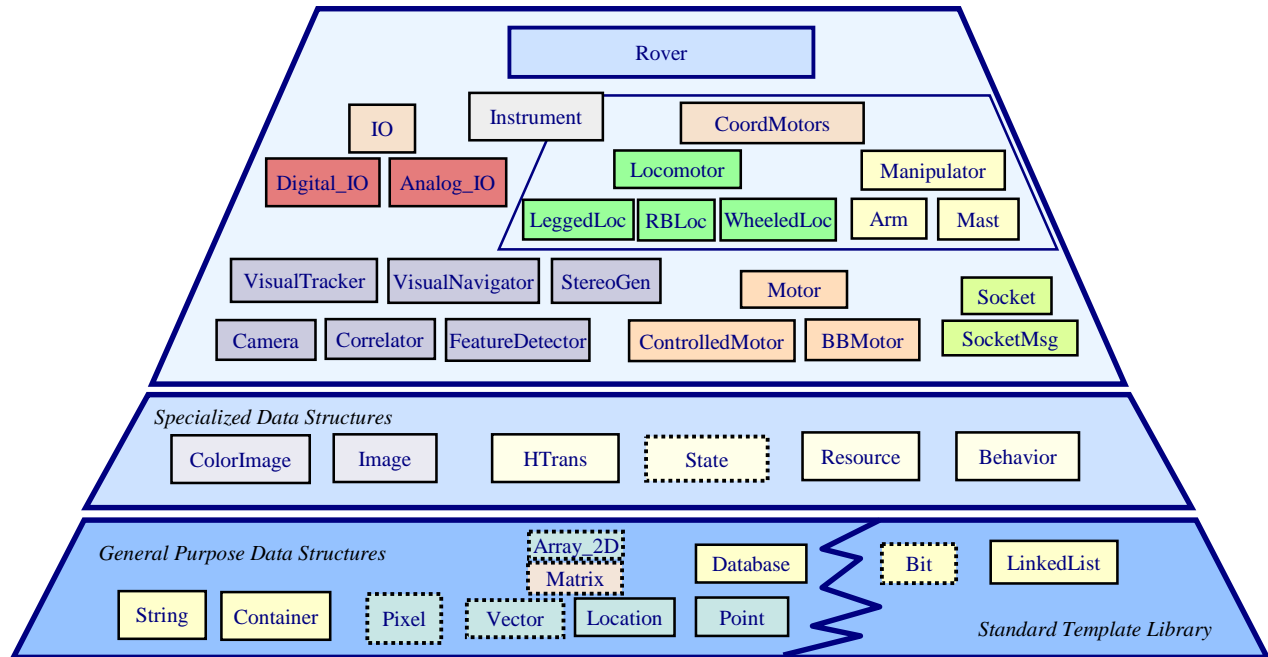 Rover
Instrument
IO
CoordMotors
Digital_IO
Analog_IO
Locomotor
Manipulator
LeggedLoc
RBLoc
WheeledLoc
Arm
Mast
VisualTracker
VisualNavigator
StereoGen
Motor
Socket
Camera
Correlator
FeatureDetector
ControlledMotor
BBMotor
SocketMsg
Specialized Data Structures
ColorImage
Image
HTrans
State
Resource
Behavior
General Purpose Data Structures
Array_2D
Matrix
Database
Bit
LinkedList
String
Container
Pixel
Vector
Location
Point
Standard Template Library